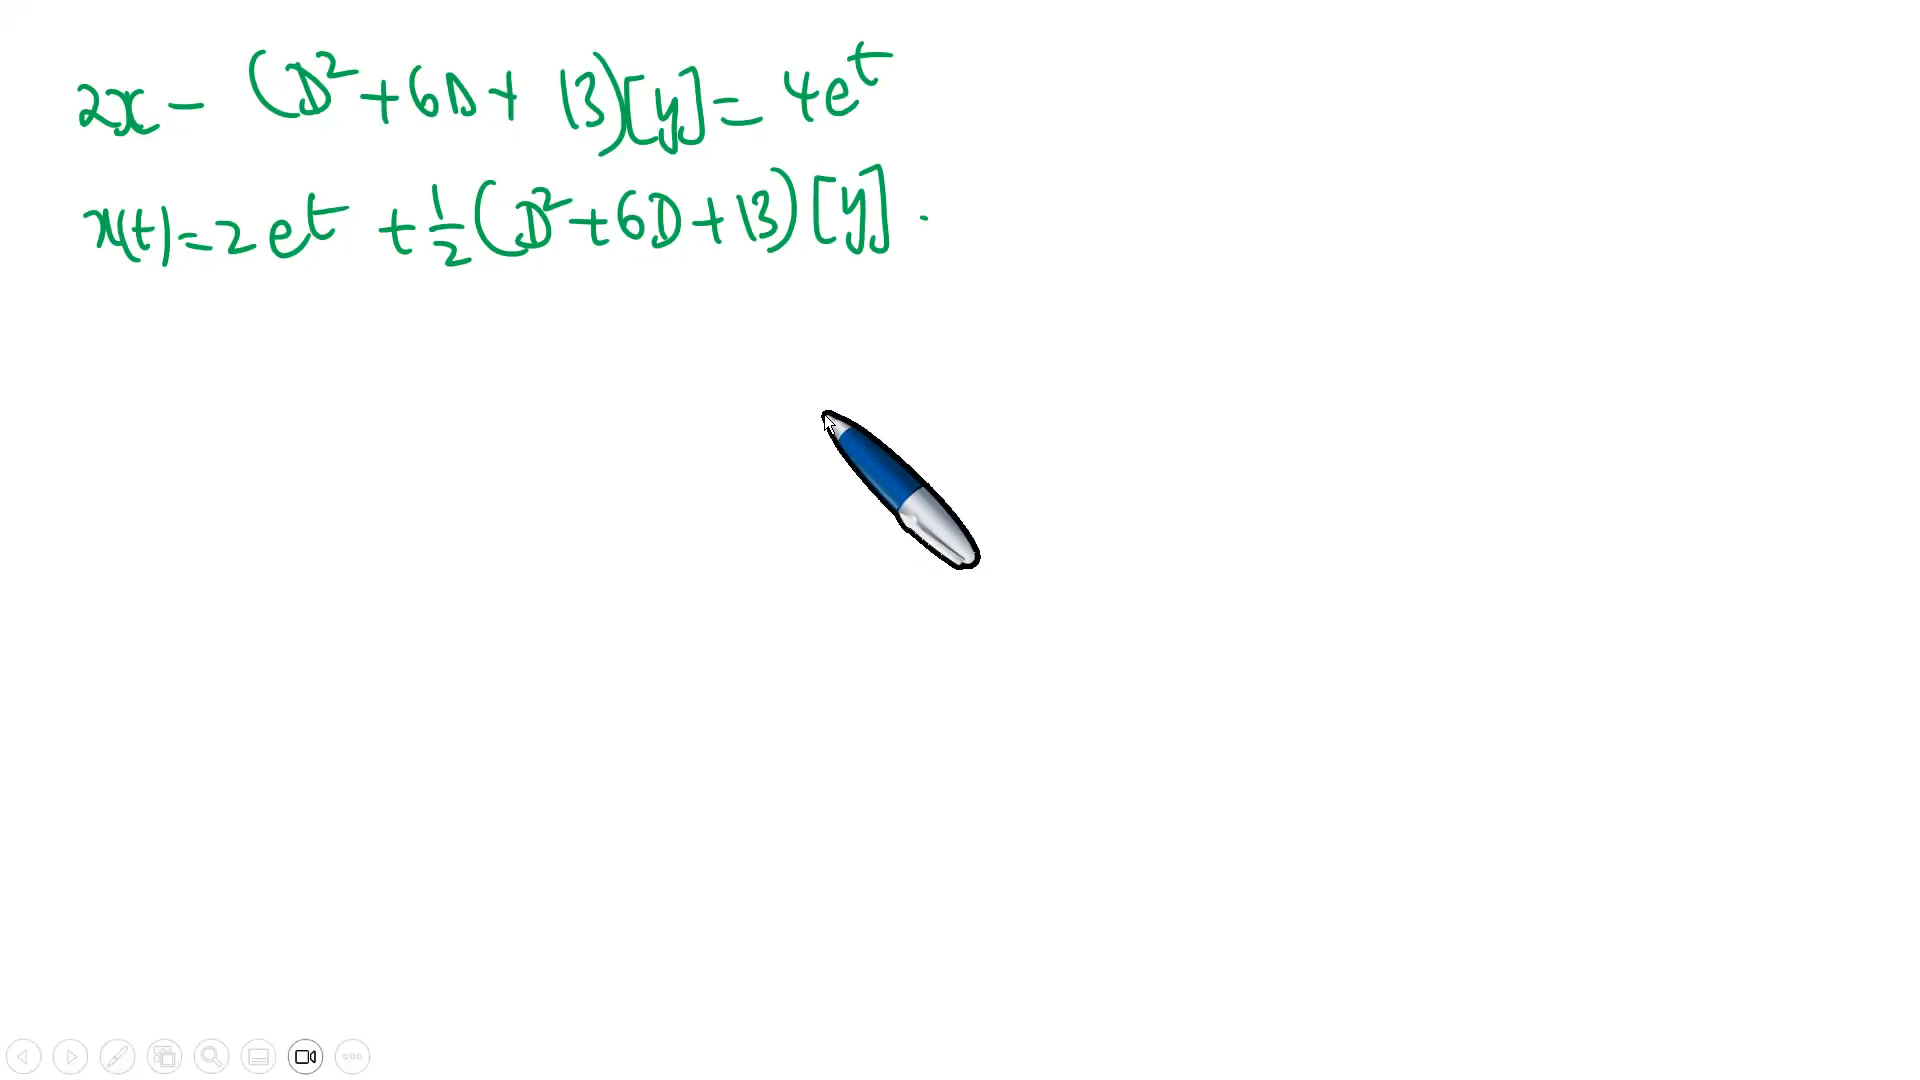 2x - (D²+6D+ 13)[y]= 4e^t
x(t)=2e^t + 1/2 (D²+6D+13)[y] .